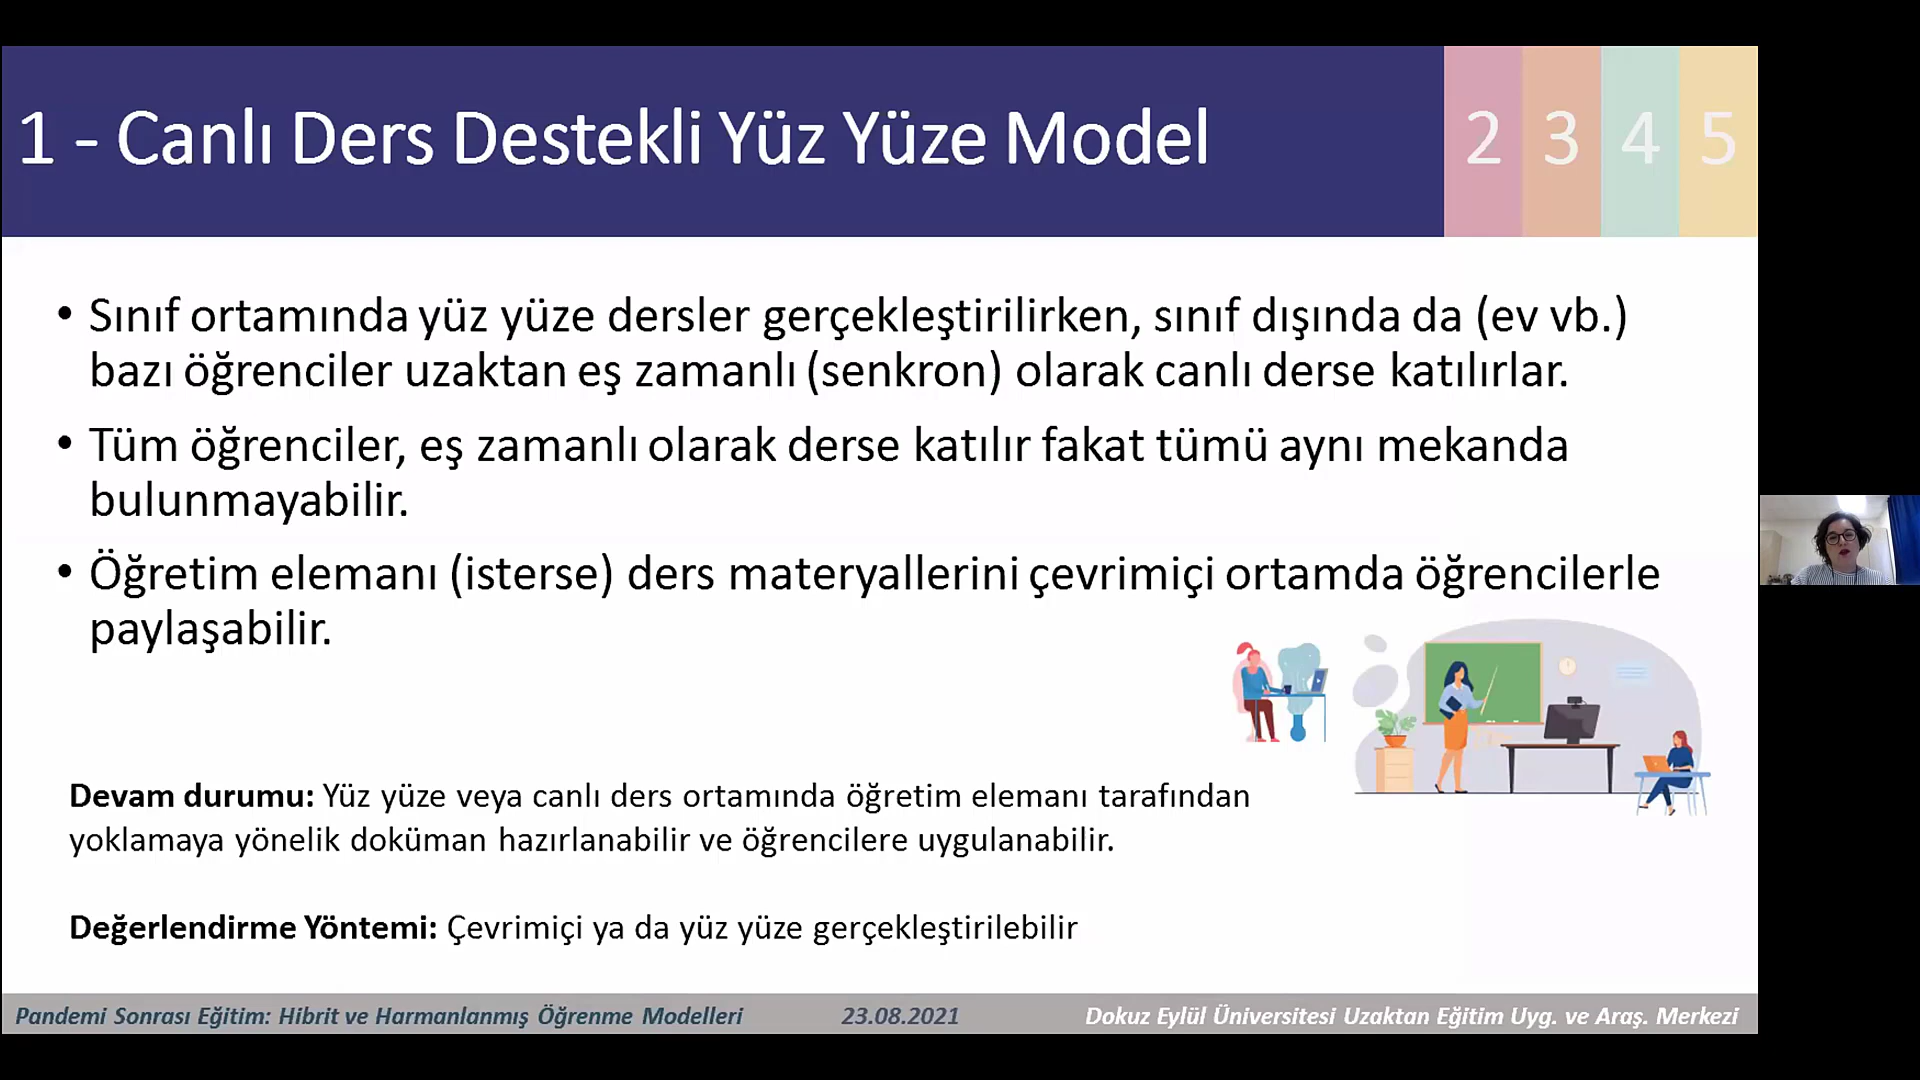 1 - Canlı Ders Destekli Yüz Yüze Model
2 3 4 5
• Sınıf ortamında yüz yüze dersler gerçekleştirilirken, sınıf dışında da (ev vb.)
bazı öğrenciler uzaktan eş zamanlı (senkron) olarak canlı derse katılırlar.
• Tüm öğrenciler, eş zamanlı olarak derse katılır fakat tümü aynı mekanda
bulunmayabilir.
• Öğretim elemanı (isterse) ders materyallerini çevrimiçi ortamda öğrencilerle
paylaşabilir.
Devam durumu: Yüz yüze veya canlı ders ortamında öğretim elemanı tarafından
yoklamaya yönelik doküman hazırlanabilir ve öğrencilere uygulanabilir.
Değerlendirme Yöntemi: Çevrimiçi ya da yüz yüze gerçekleştirilebilir
Pandemi Sonrası Eğitim: Hibrit ve Harmanlanmış Öğrenme Modelleri 23.08.2021 Dokuz Eylül Üniversitesi Uzaktan Eğitim Uyg. ve Araş. Merkezi